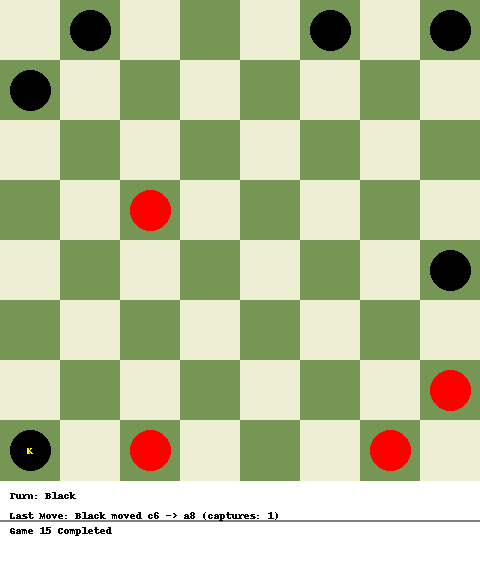 K
Turn: Black
Last Move: Black moved c6 -> a8 (captures: 1)
Game 15 Completed